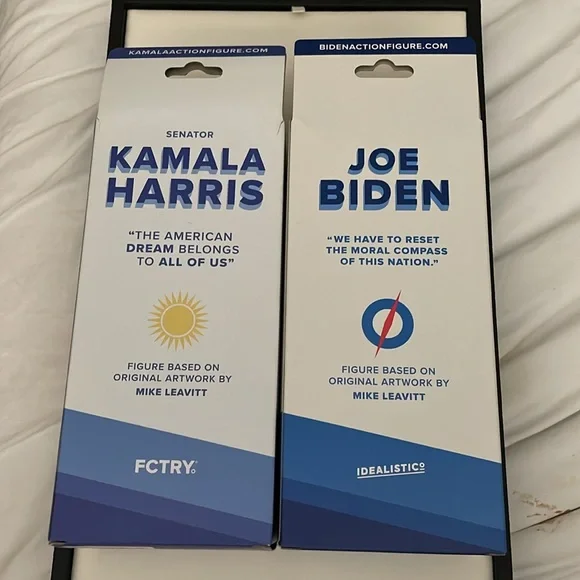 KAMALAACTIONFIGURE.COM
SENATOR
KAMALA
HARRIS
“THE AMERICAN
DREAM BELONGS
TO ALL OF US”
FIGURE BASED ON
ORIGINAL ARTWORK BY
MIKE LEAVITT
FCTRY
BIDENACTIONFIGURE.COM
JOE
BIDEN
“WE HAVE TO RESET
THE MORAL COMPASS
OF THIS NATION.”
FIGURE BASED ON
ORIGINAL ARTWORK BY
MIKE LEAVITT
IDEALISTICO